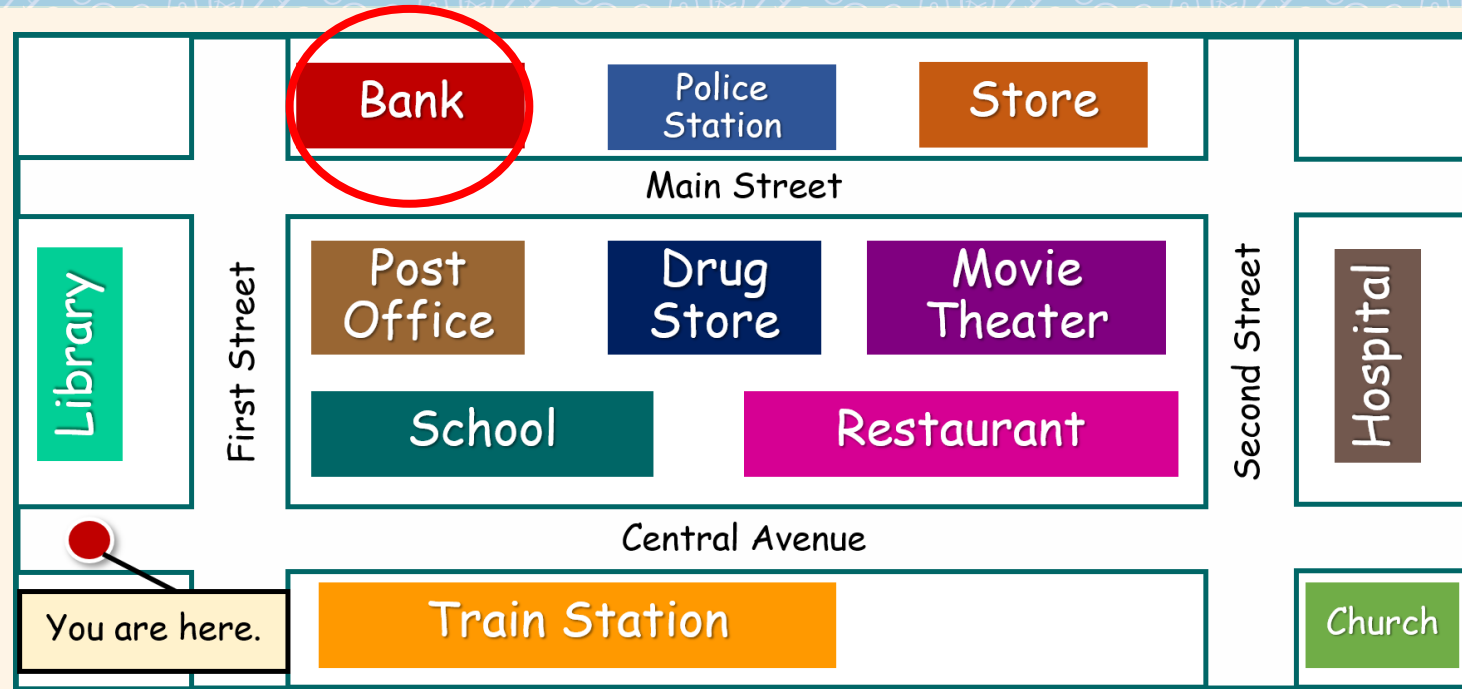 Bank
Police
Station
Store
Main Street
Library
First Street
Post
Office
Drug
Store
Movie
Theater
Second Street
Hospital
School
Restaurant
Central Avenue
You are here.
Train Station
Church